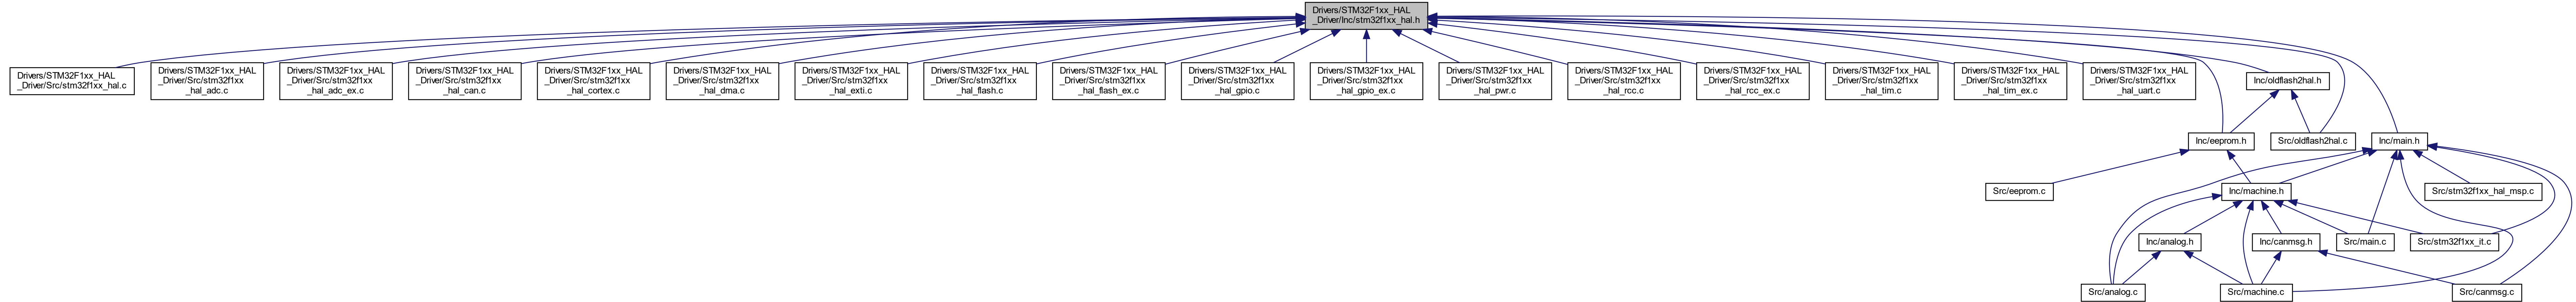 Drivers/STM32F1xx_HAL
_Driver/Inc/stm32f1xx_hal.h
Drivers/STM32F1xx_HAL
_Driver/Src/stm32f1xx_hal.c
Drivers/STM32F1xx_HAL
_Driver/Src/stm32f1xx
_hal_adc.c
Drivers/STM32F1xx_HAL
_Driver/Src/stm32f1xx
_hal_adc_ex.c
Drivers/STM32F1xx_HAL
_Driver/Src/stm32f1xx
_hal_can.c
Drivers/STM32F1xx_HAL
_Driver/Src/stm32f1xx
_hal_cortex.c
Drivers/STM32F1xx_HAL
_Driver/Src/stm32f1xx
_hal_dma.c
Drivers/STM32F1xx_HAL
_Driver/Src/stm32f1xx
_hal_exti.c
Drivers/STM32F1xx_HAL
_Driver/Src/stm32f1xx
_hal_flash.c
Drivers/STM32F1xx_HAL
_Driver/Src/stm32f1xx
_hal_flash_ex.c
Drivers/STM32F1xx_HAL
_Driver/Src/stm32f1xx
_hal_gpio.c
Drivers/STM32F1xx_HAL
_Driver/Src/stm32f1xx
_hal_gpio_ex.c
Drivers/STM32F1xx_HAL
_Driver/Src/stm32f1xx
_hal_pwr.c
Drivers/STM32F1xx_HAL
_Driver/Src/stm32f1xx
_hal_rcc.c
Drivers/STM32F1xx_HAL
_Driver/Src/stm32f1xx
_hal_rcc_ex.c
Drivers/STM32F1xx_HAL
_Driver/Src/stm32f1xx
_hal_tim.c
Drivers/STM32F1xx_HAL
_Driver/Src/stm32f1xx
_hal_tim_ex.c
Drivers/STM32F1xx_HAL
_Driver/Src/stm32f1xx
_hal_uart.c
Inc/oldflash2hal.h
Inc/eeprom.h
Src/oldflash2hal.c
Inc/main.h
Src/eeprom.c
Inc/machine.h
Src/stm32f1xx_hal_msp.c
Inc/analog.h
Inc/canmsg.h
Src/main.c
Src/stm32f1xx_it.c
Src/analog.c
Src/machine.c
Src/canmsg.c